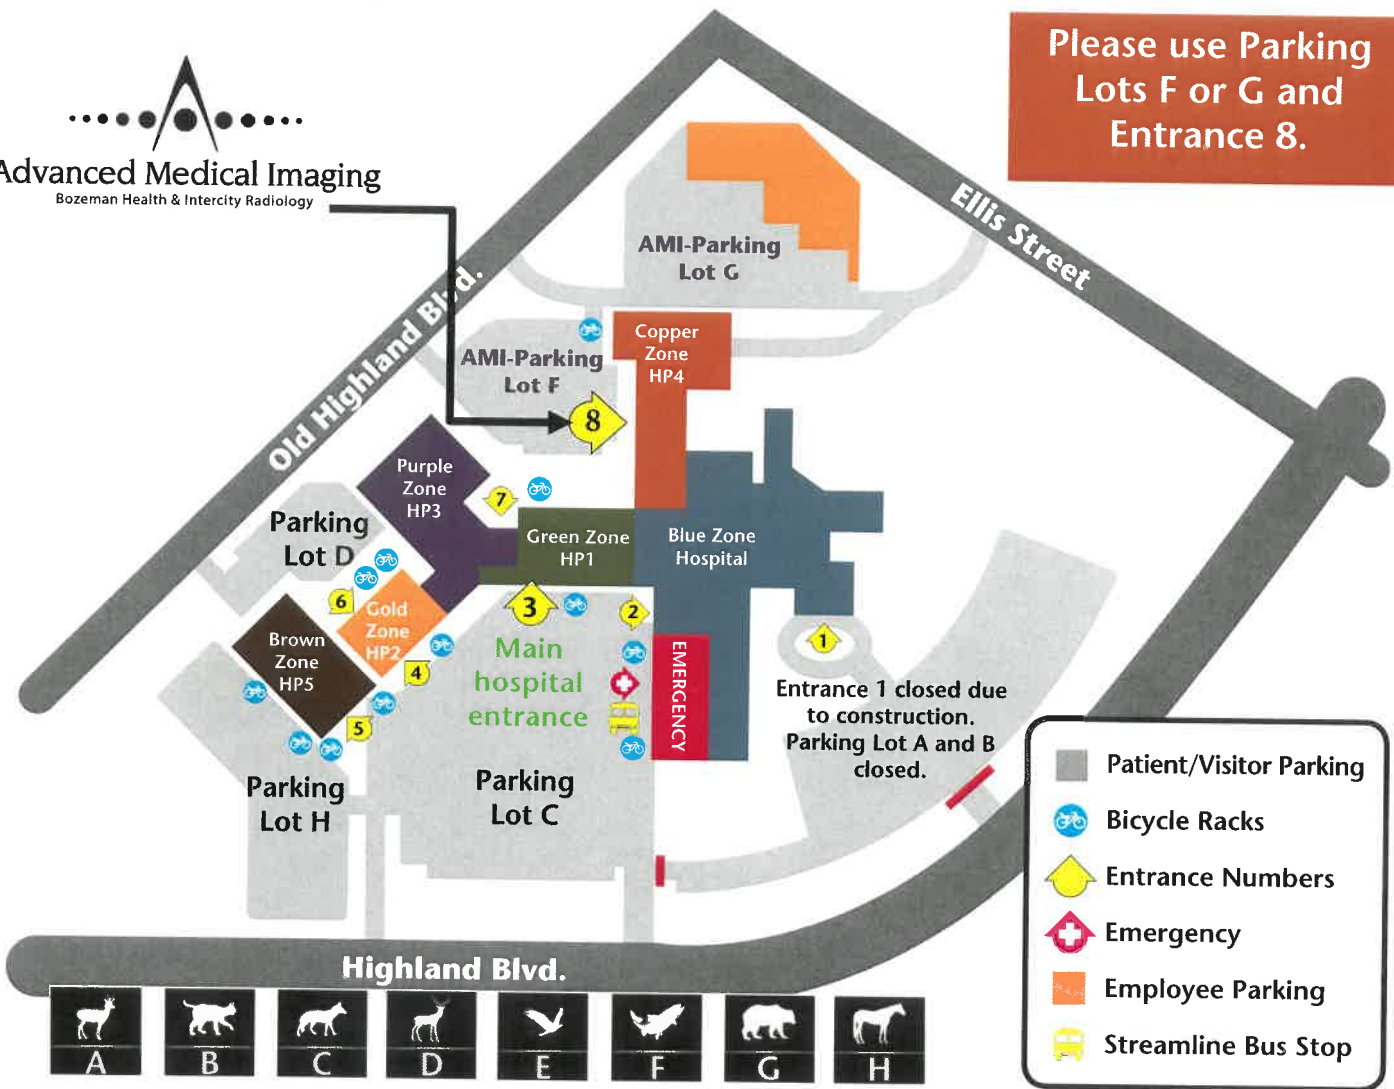 Please use Parking
Lots F or G and
Entrance 8.
Advanced Medical Imaging
Bozeman Health & Intercity Radiology
Ellis Street
Old Highland Blvd.
AMI-Parking
Lot G
Copper
Zone
HP4
AMI-Parking
Lot F
8
Purple
Zone
HP3
7
Parking
Lot D
Green Zone
HP1
Blue Zone
Hospital
6
Gold
Zone
HP2
3
2
1
Brown
Zone
HP5
4
5
Main
hospital
entrance
EMERGENCY
Entrance 1 closed due
to construction.
Parking Lot A and B
closed.
Parking
Lot H
Parking
Lot C
Patient/Visitor Parking
Bicycle Racks
Entrance Numbers
Emergency
Employee Parking
Streamline Bus Stop
Highland Blvd.
A B C D E F G H